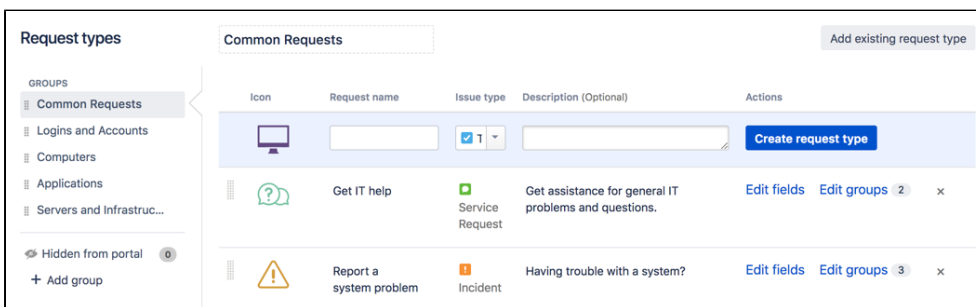 Request types
Common Requests
Add existing request type
GROUPS
Common Requests
Logins and Accounts
Computers
Applications
Servers and Infrastruc...
Hidden from portal 0
+ Add group
Icon Request name Issue type Description (Optional) Actions
T Create request type
Get IT help
Service
Request
Get assistance for general IT
problems and questions.
Edit fields Edit groups 2 ×
Report a
system problem
Incident
Having trouble with a system?
Edit fields Edit groups 3 ×